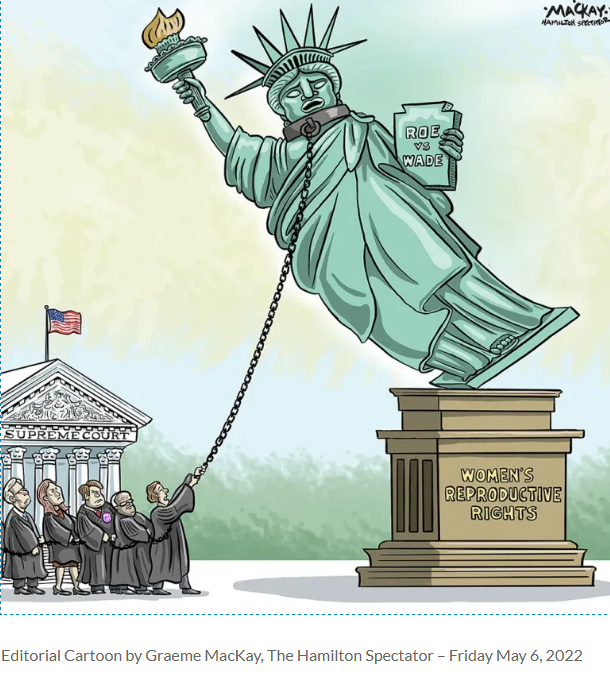 ·MACKAY·
HAMILTON SPECTATOR
ROE
VS
WADE
SUPREME COURT
WOMEN'S
REPRODUCTIVE
RIGHTS
Editorial Cartoon by Graeme MacKay, The Hamilton Spectator – Friday May 6, 2022